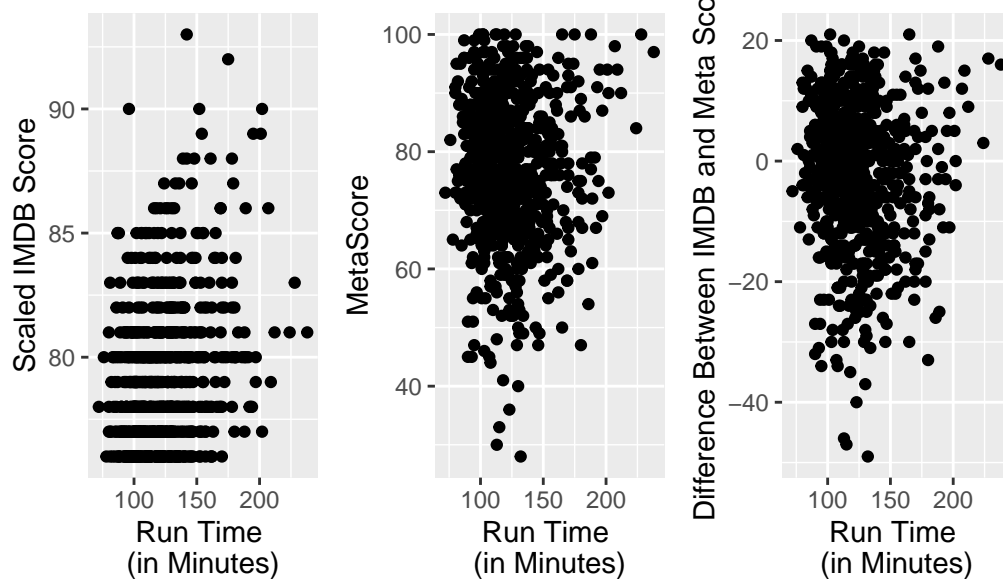 Scaled IMDB Score
90
85
80
100
150
200
Run Time
(in Minutes)
MetaScore
100
80
60
40
100
150
200
Run Time
(in Minutes)
Difference Between IMDB and Meta Sco
20
0
−20
−40
100
150
200
Run Time
(in Minutes)